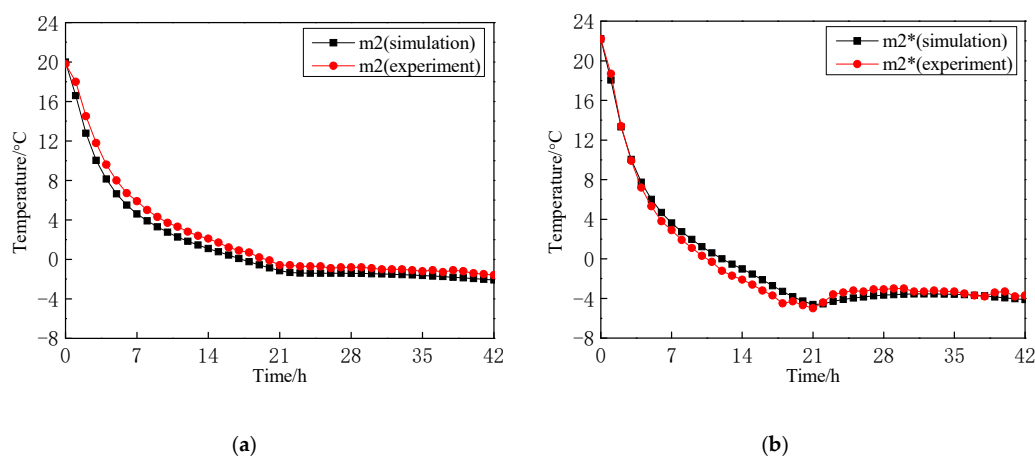 24
20
16
12
8
4
0
−4
−8
Temperature/°C
m2(simulation)
m2(experiment)
0 7 14 21 28 35 42
Time/h
(a)
24
20
16
12
8
4
0
−4
−8
Temperature/°C
m2*(simulation)
m2*(experiment)
0 7 14 21 28 35 42
Time/h
(b)